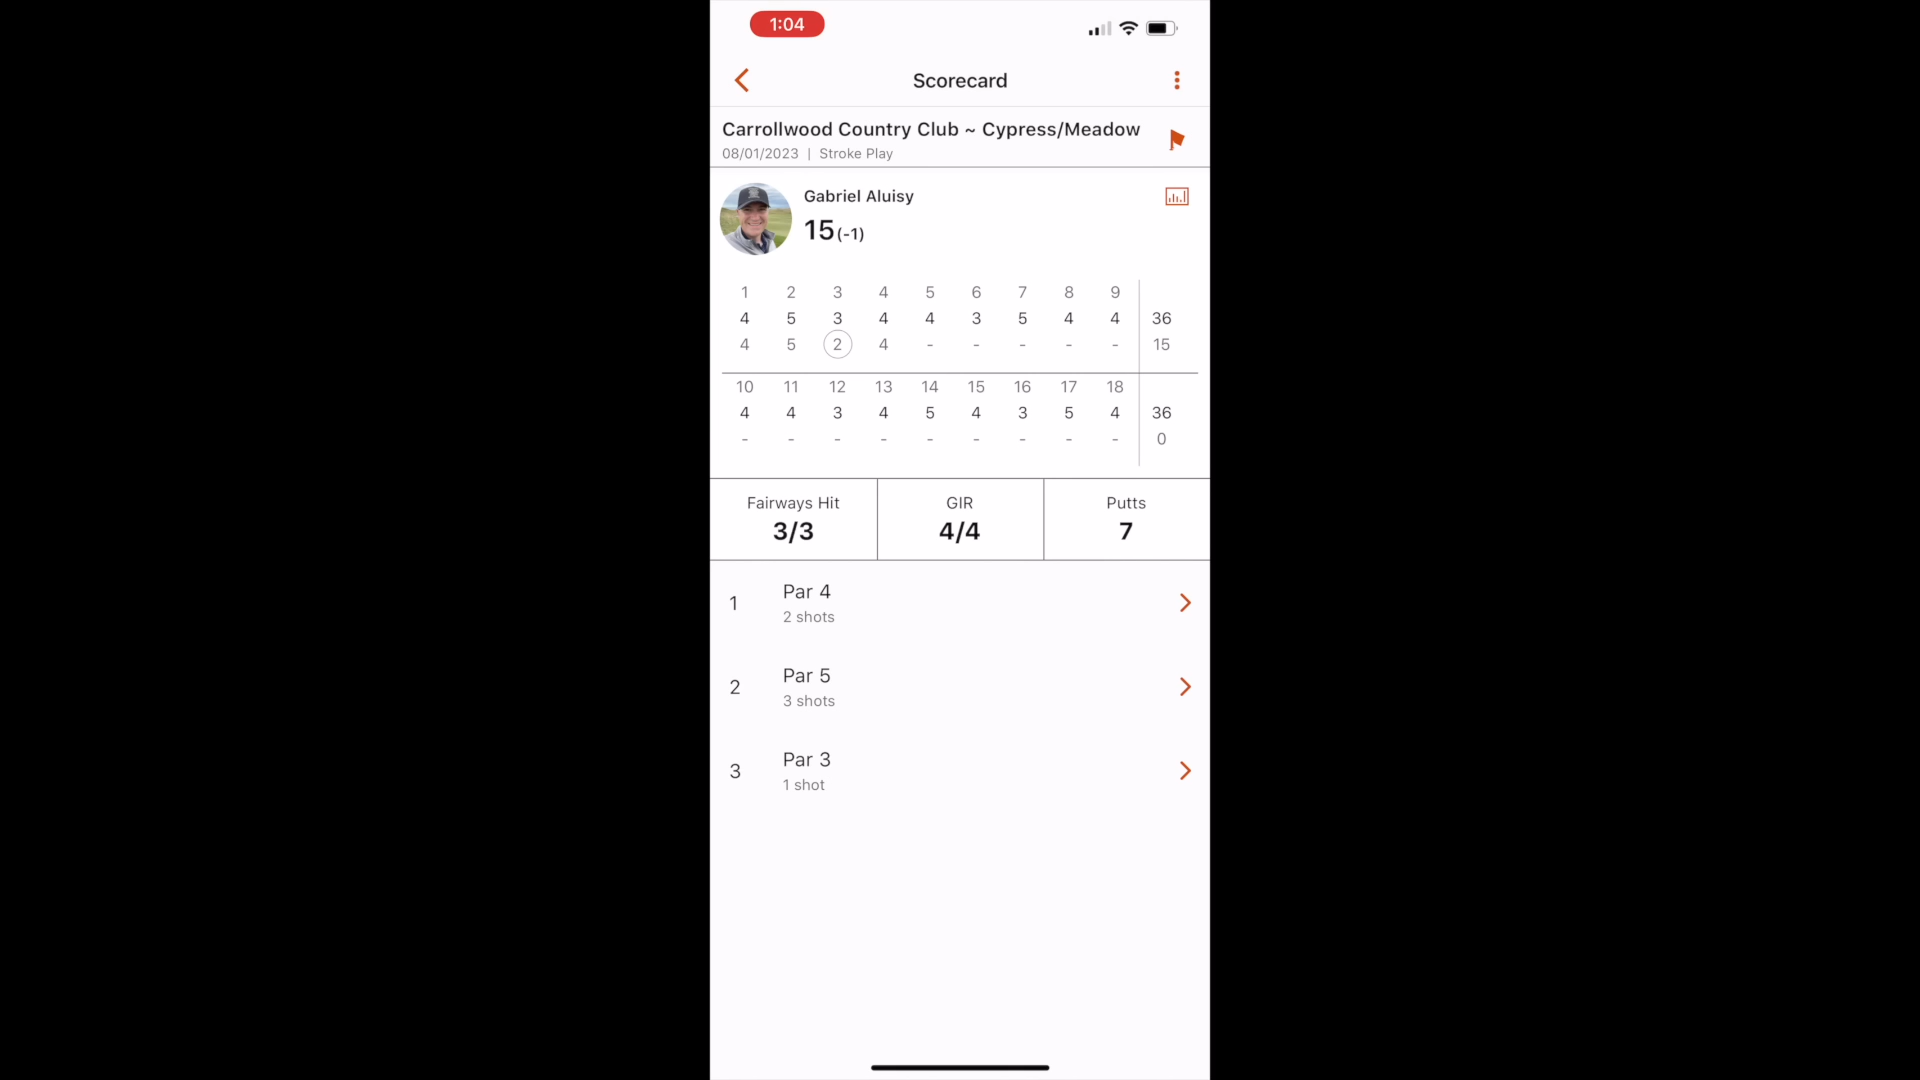 1:04
Scorecard
Carrollwood Country Club ~ Cypress/Meadow
08/01/2023 | Stroke Play
Gabriel Aluisy
15(-1)
1 2 3 4 5 6 7 8 9
4 5 3 4 4 3 5 4 4 36
4 5 2 4 - - - - - 15
10 11 12 13 14 15 16 17 18
4 4 3 4 5 4 3 5 4 36
- - - - - - - - - 0
Fairways Hit GIR Putts
3/3 4/4 7
1 Par 4
2 shots
2 Par 5
3 shots
3 Par 3
1 shot